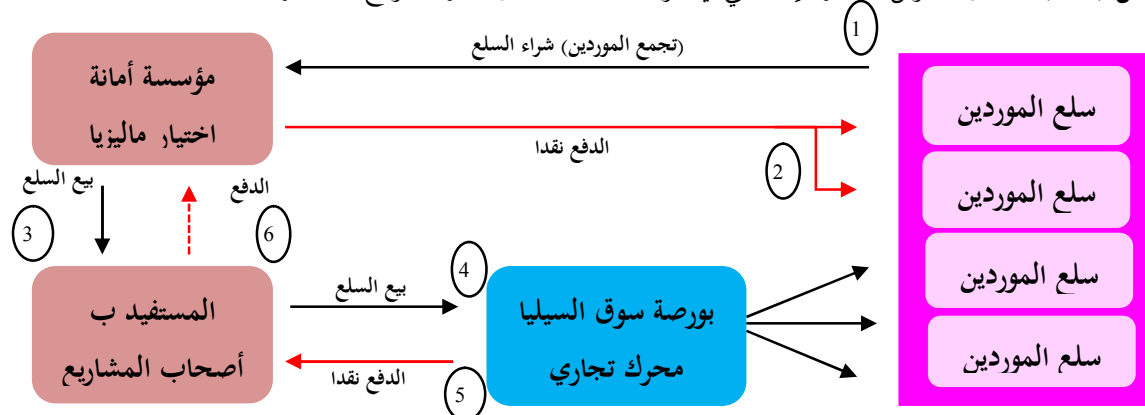 1
(تجمع الموردين) شراء السلع
مؤسسة أمانة
اختيار ماليزيا
سلع الموردين
الدفع نقدا
2
سلع الموردين
بيع السلع
الدفع
3
6
سلع الموردين
4
المستفيد ب
أصحاب المشاريع
بيع السلع
بورصة سوق السيليا
محرك تجاري
سلع الموردين
الدفع نقدا
5